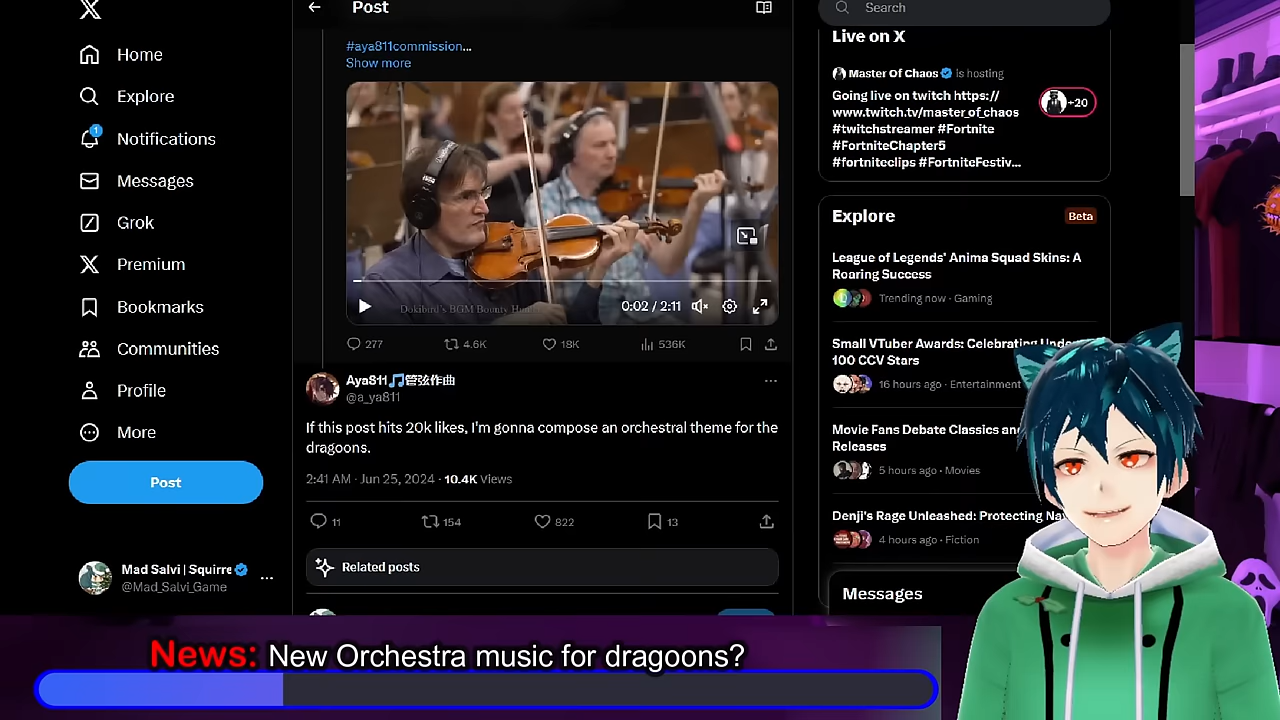 Home
Explore
1
Notifications
Messages
Grok
Premium
Bookmarks
Communities
Profile
More
Post
Mad Salvi | Squirre
@Mad_Salvi_Game
Post
#aya811commission...
Show more
Dokibird's BGM Bounty
0:02 / 2:11
277
4.6K
18K
536K
Aya811🎵管弦作曲
@a_ya811
If this post hits 20k likes, I'm gonna compose an orchestral theme for the
dragoons.
2:41 AM · Jun 25, 2024 · 10.4K Views
11
154
822
13
Related posts
Search
Live on X
Master Of Chaos is hosting
Going live on twitch https://
www.twitch.tv/master_of_chaos
#twitchstreamer #Fortnite
#FortniteChapter5
#fortniteclips #FortniteFestiv...
+20
Explore
Beta
League of Legends' Anima Squad Skins: A
Roaring Success
Trending now · Gaming
Small VTuber Awards: Celebrating
100 CCV Stars
16 hours ago · Entertainment
Movie Fans Debate Classics and
Releases
5 hours ago · Movies
Denji's Rage Unleashed: Protecting
4 hours ago · Fiction
Messages
News: New Orchestra music for dragoons?